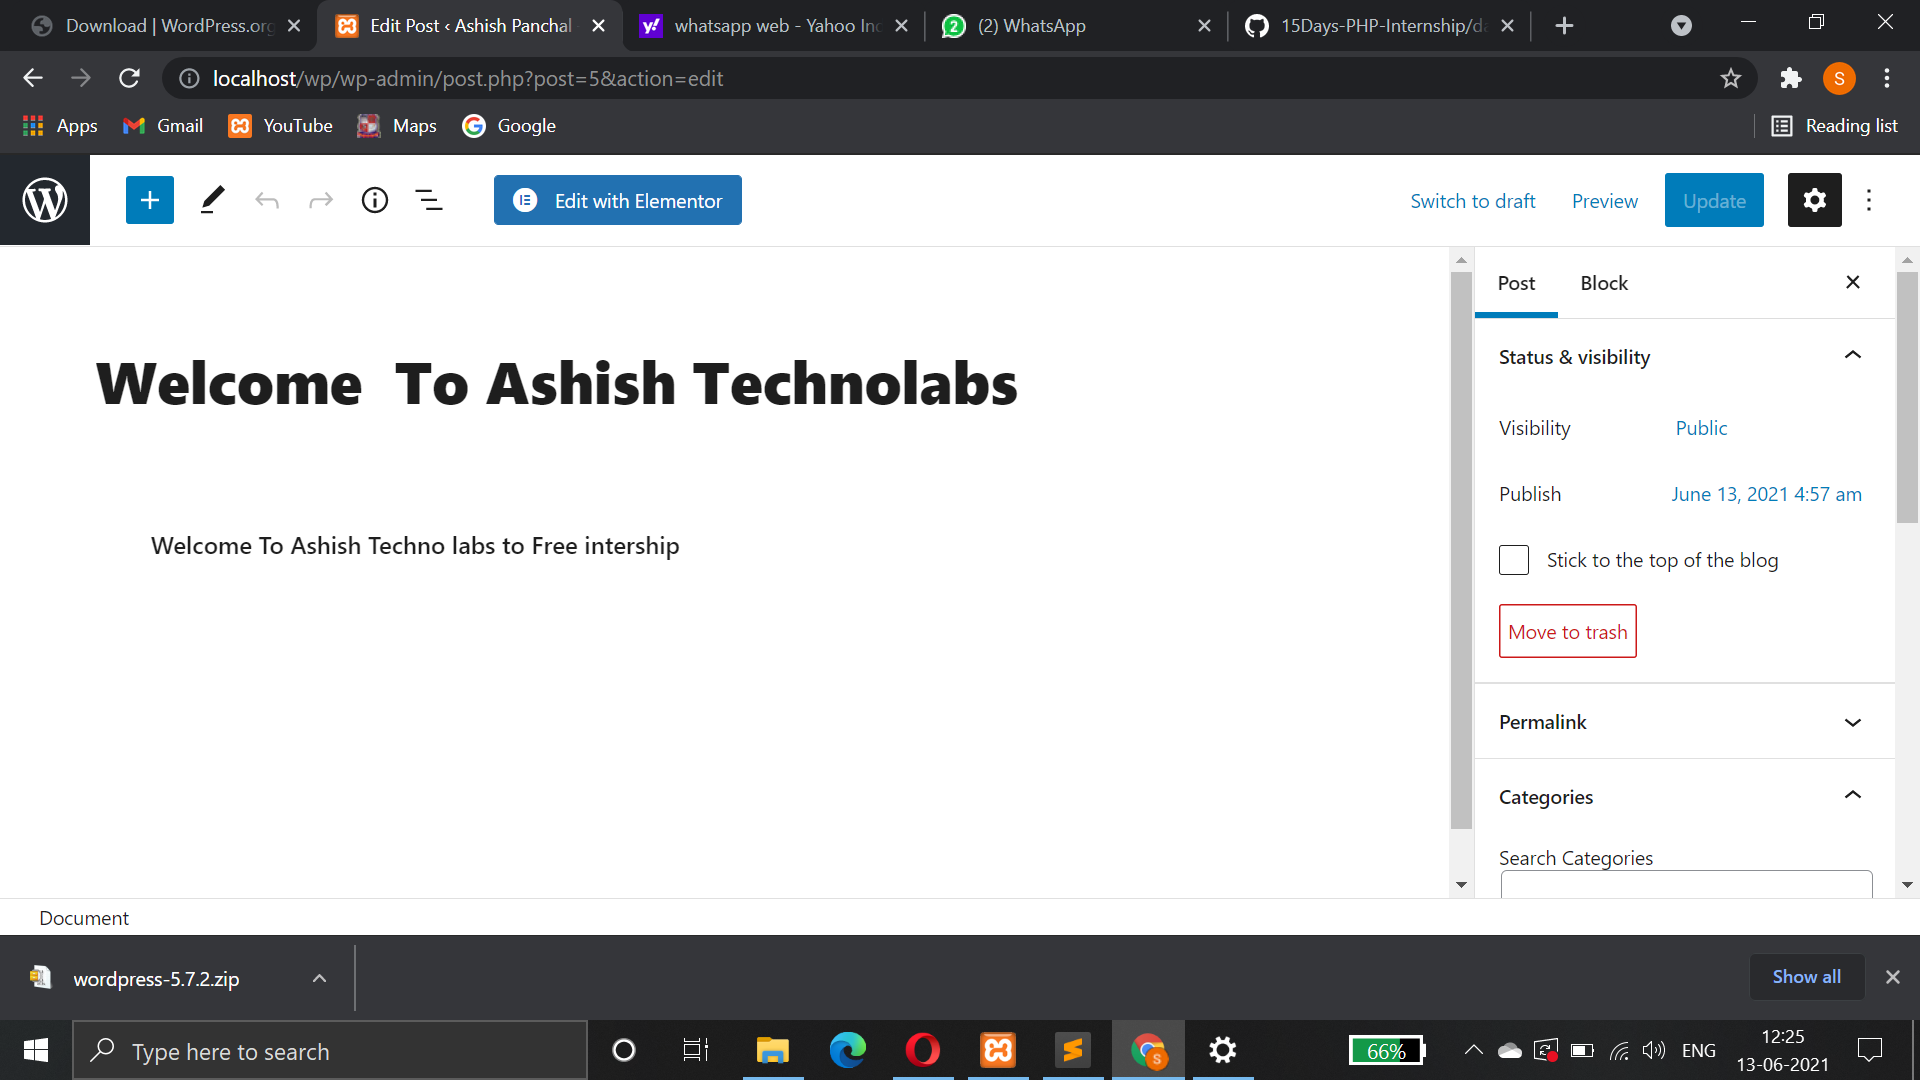 Download | WordPress.org
Edit Post ‹ Ashish Panchal
whatsapp web - Yahoo Inc
(2) WhatsApp
15Days-PHP-Internship/da
localhost/wp/wp-admin/post.php?post=5&action=edit
S
Apps
Gmail
YouTube
Maps
Google
Reading list
Edit with Elementor
Switch to draft
Preview
Update
Post
Block
Welcome  To Ashish Technolabs
Welcome To Ashish Techno labs to Free intership
Status & visibility
Visibility
Public
Publish
June 13, 2021 4:57 am
Stick to the top of the blog
Move to trash
Permalink
Categories
Search Categories
Document
wordpress-5.7.2.zip
Show all
Type here to search
66%
ENG
12:25
13-06-2021